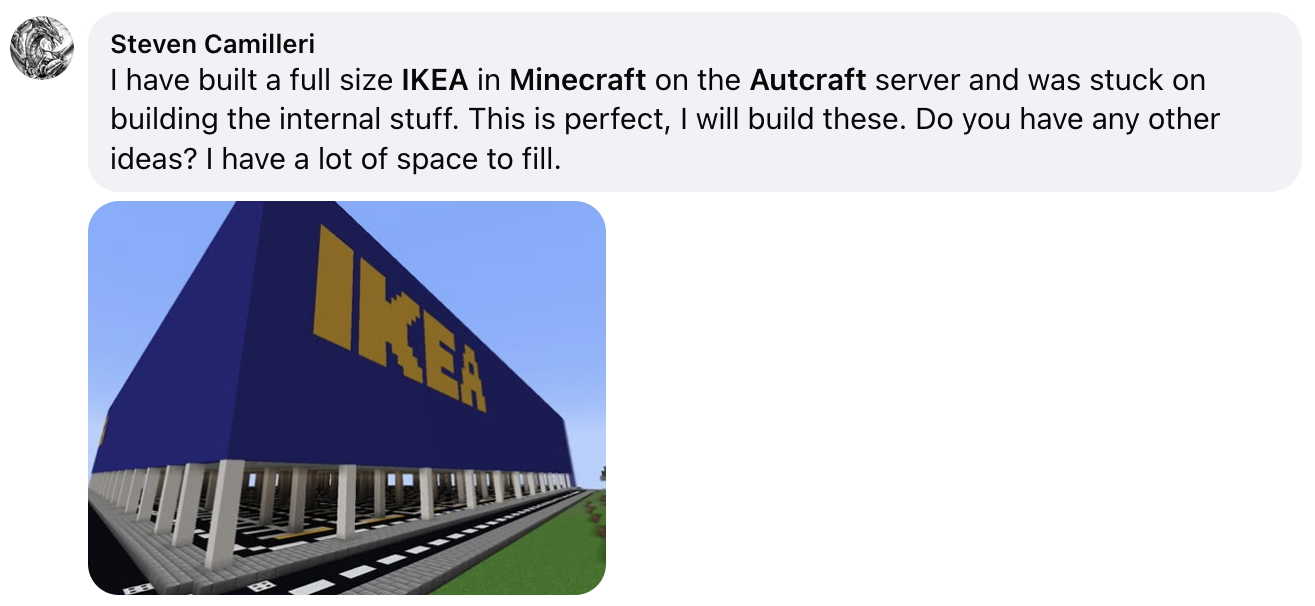 Steven Camilleri
I have built a full size IKEA in Minecraft on the Autcraft server and was stuck on
building the internal stuff. This is perfect, I will build these. Do you have any other
ideas? I have a lot of space to fill.
IKEA